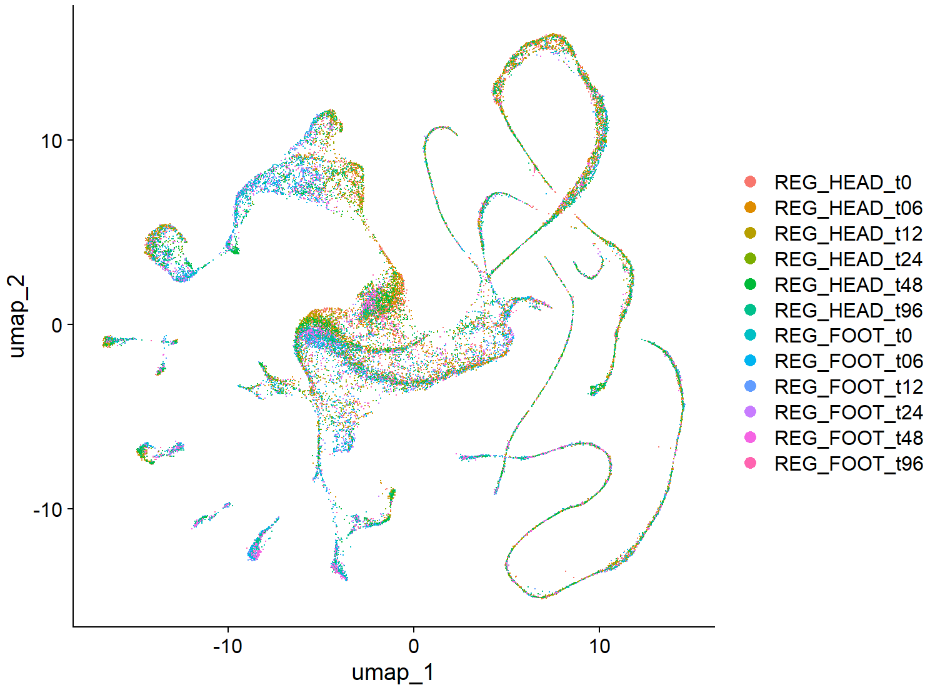 umap_2
10
0
-10
-10
0
10
umap_1
REG_HEAD_t0
REG_HEAD_t06
REG_HEAD_t12
REG_HEAD_t24
REG_HEAD_t48
REG_HEAD_t96
REG_FOOT_t0
REG_FOOT_t06
REG_FOOT_t12
REG_FOOT_t24
REG_FOOT_t48
REG_FOOT_t96